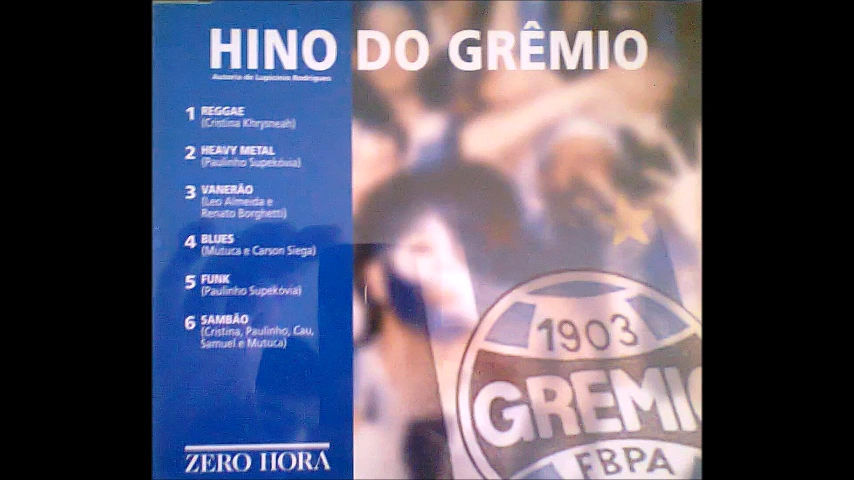 HINO DO GRÊMIO
Autoria de Lupicínio Rodrigues
1 REGGAE
(Cristina Khrysneah)
2 HEAVY METAL
(Paulinho Supekóvia)
3 VANERÃO
(Leo Almeida e
Renato Borghetti)
4 BLUES
(Mutuca e Carson Siega)
5 FUNK
(Paulinho Supekóvia)
6 SAMBÃO
(Cristina, Paulinho, Cau,
Samuel e Mutuca)
ZERO HORA
1903
GREMIO
FBPA